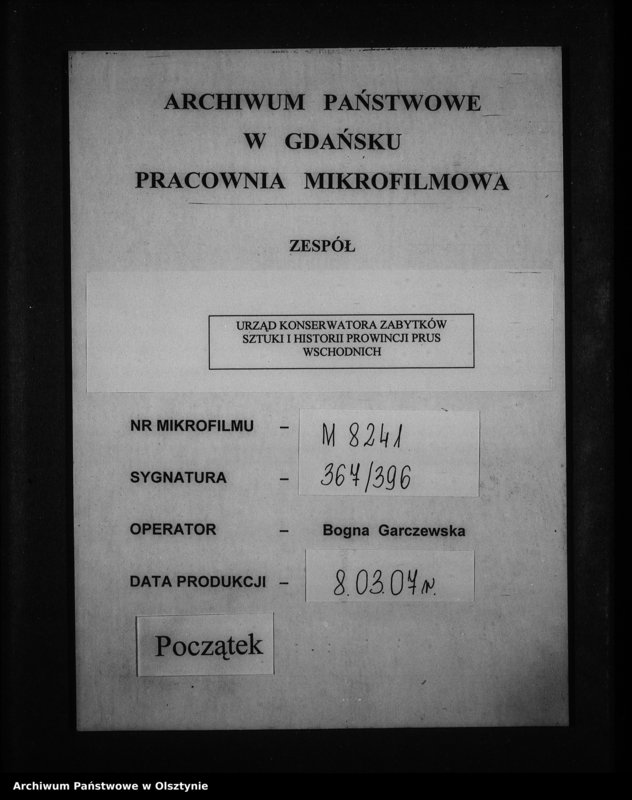 ARCHIWUM PAŃSTWOWE
W GDAŃSKU
PRACOWNIA MIKROFILMOWA
ZESPÓŁ
URZĄD KONSERWATORA ZABYTKÓW
SZTUKI I HISTORII PROWINCJI PRUS
WSCHODNICH
NR MIKROFILMU – M 8241
SYGNATURA – 367/396
OPERATOR – Bogna Garczewska
DATA PRODUKCJI – 8.03.07r.
Początek
Archiwum Państwowe w Olsztynie